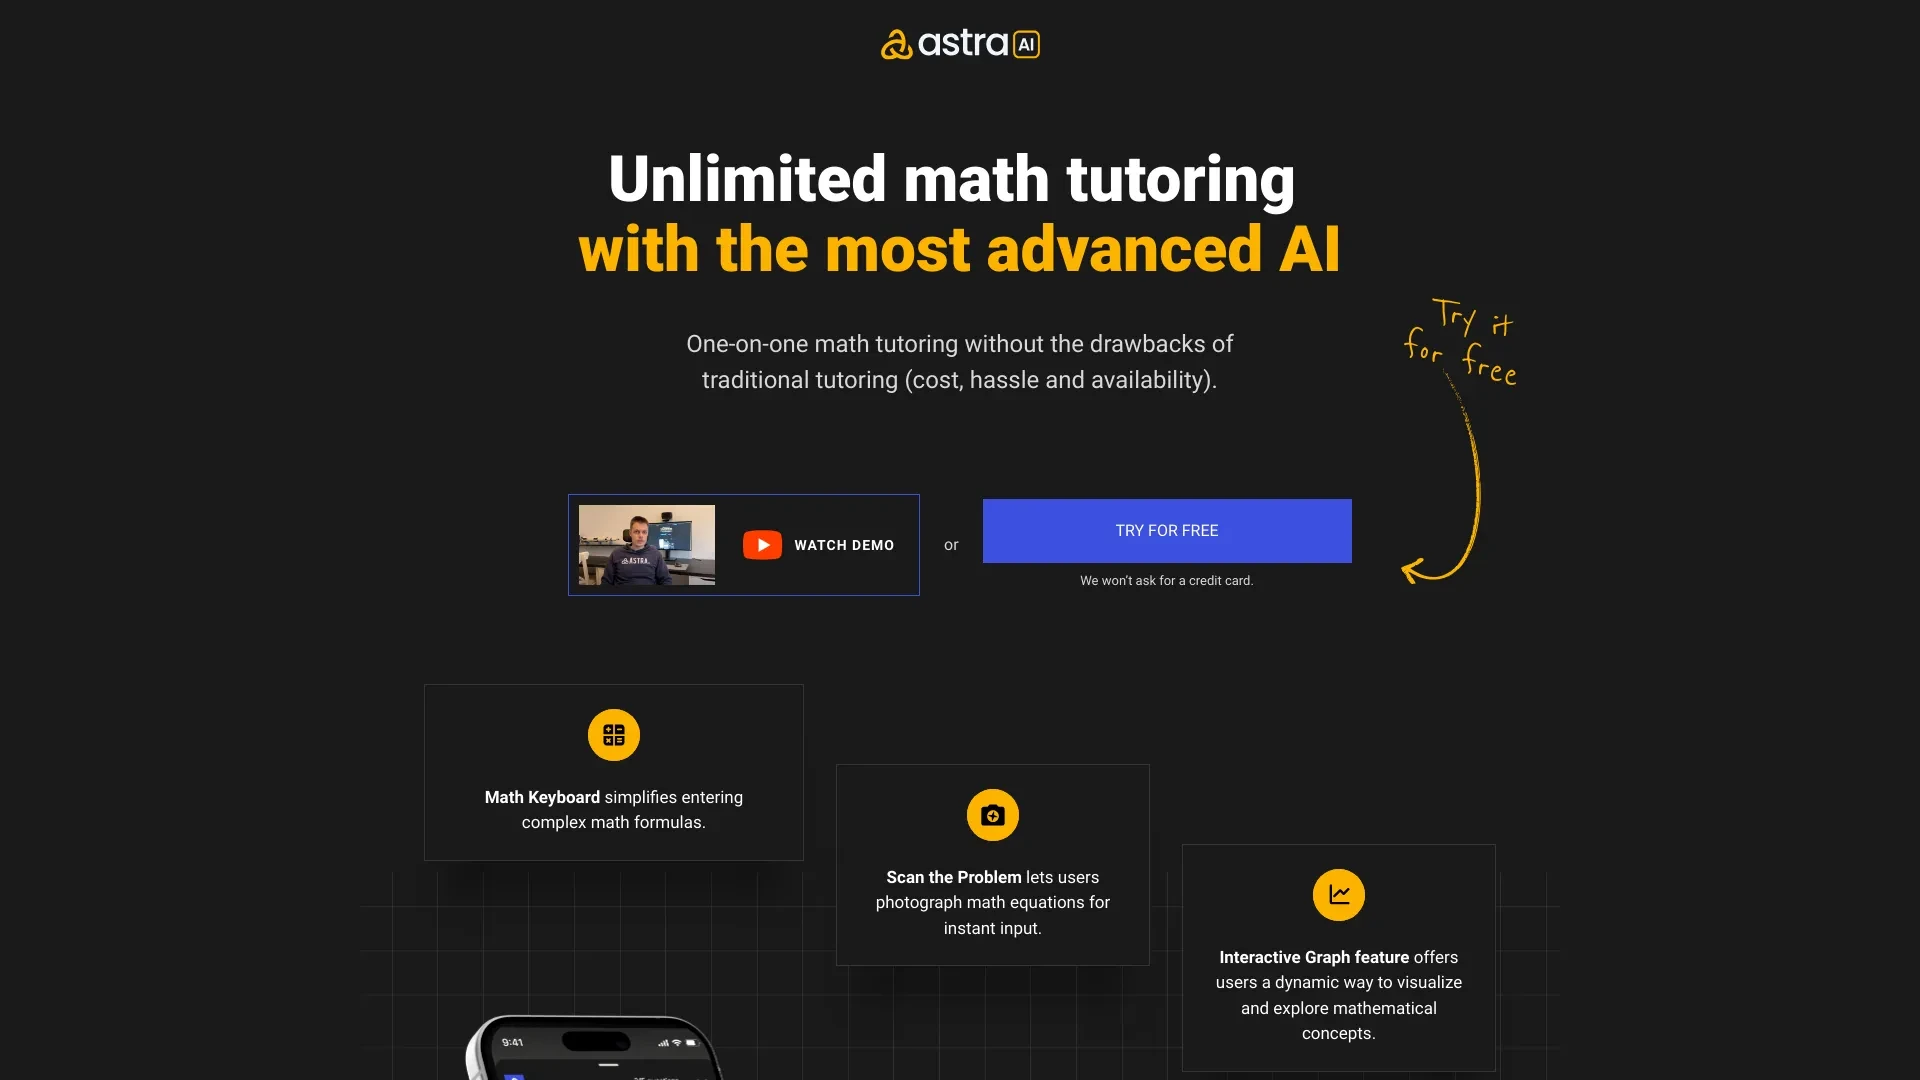 astra AI
Unlimited math tutoring
with the most advanced AI
One-on-one math tutoring without the drawbacks of
traditional tutoring (cost, hassle and availability).
Try it
for free
ASTRA
WATCH DEMO
or
TRY FOR FREE
We won't ask for a credit card.
Math Keyboard simplifies entering
complex math formulas.
Scan the Problem lets users
photograph math equations for
instant input.
Interactive Graph feature offers
users a dynamic way to visualize
and explore mathematical
concepts.
9:41